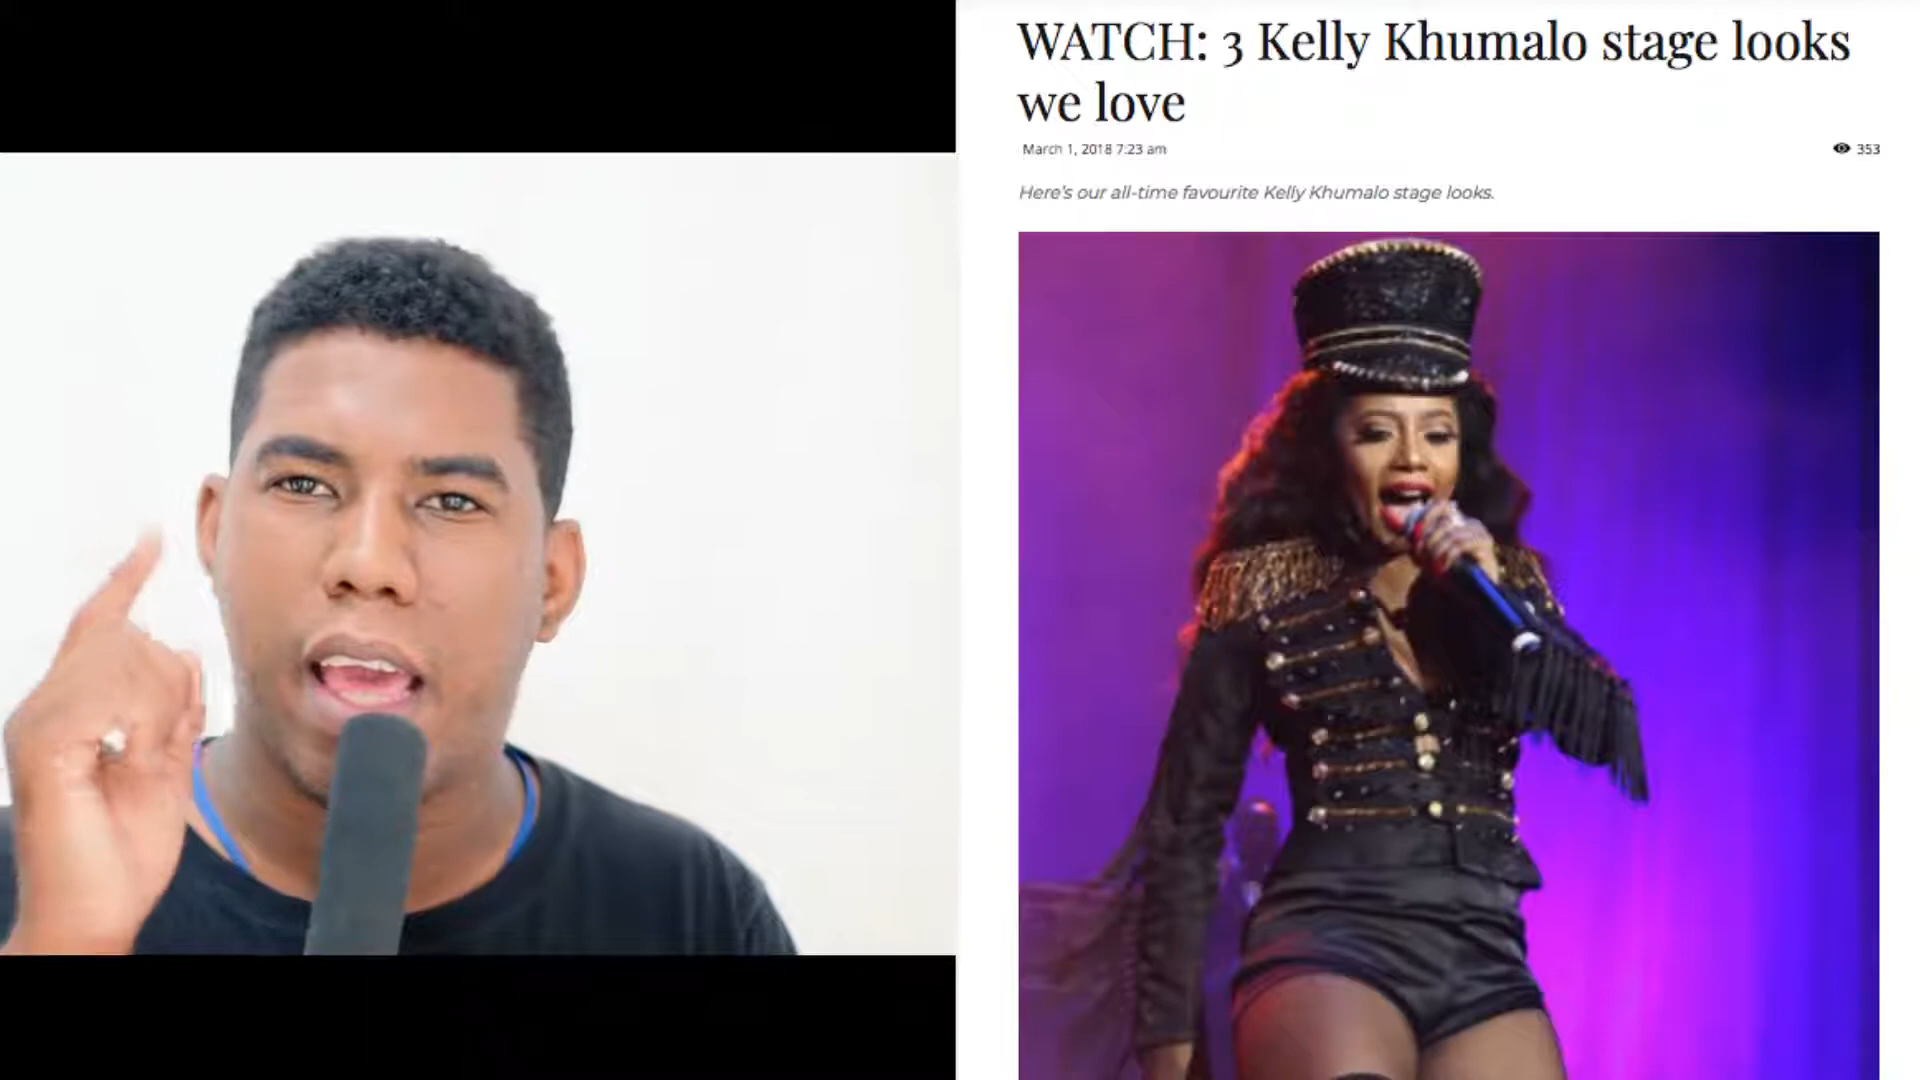 WATCH: 3 Kelly Khumalo stage looks
we love
March 1, 2018 7:23 am
353
Here's our all-time favourite Kelly Khumalo stage looks.